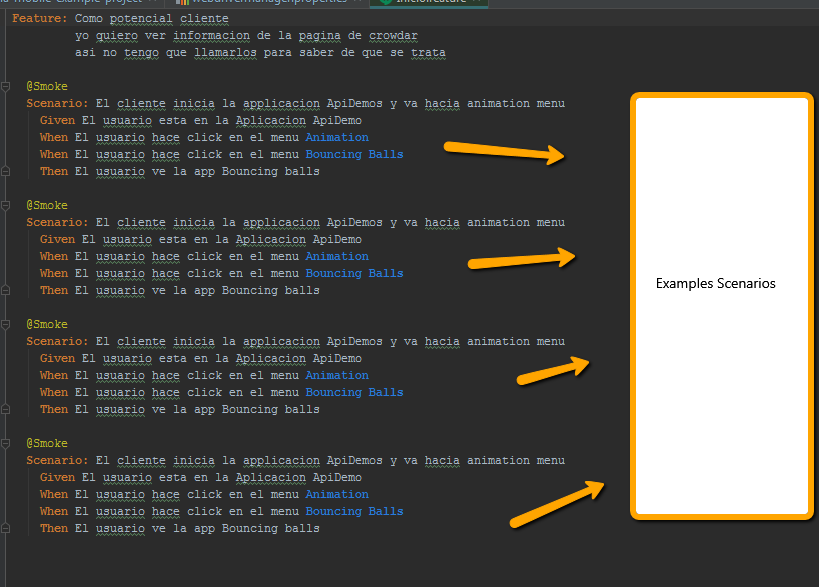 Feature: Como potencial cliente
yo quiero ver informacion de la pagina de crowdar
asi no tengo que llamarlos para saber de que se trata
@Smoke
Scenario: El cliente inicia la applicacion ApiDemos y va hacia animation menu
Given El usuario esta en la Aplicacion ApiDemo
When El usuario hace click en el menu Animation
When El usuario hace click en el menu Bouncing Balls
Then El usuario ve la app Bouncing balls
@Smoke
Scenario: El cliente inicia la applicacion ApiDemos y va hacia animation menu
Given El usuario esta en la Aplicacion ApiDemo
When El usuario hace click en el menu Animation
When El usuario hace click en el menu Bouncing Balls
Then El usuario ve la app Bouncing balls
Examples Scenarios
@Smoke
Scenario: El cliente inicia la applicacion ApiDemos y va hacia animation menu
Given El usuario esta en la Aplicacion ApiDemo
When El usuario hace click en el menu Animation
When El usuario hace click en el menu Bouncing Balls
Then El usuario ve la app Bouncing balls
@Smoke
Scenario: El cliente inicia la applicacion ApiDemos y va hacia animation menu
Given El usuario esta en la Aplicacion ApiDemo
When El usuario hace click en el menu Animation
When El usuario hace click en el menu Bouncing Balls
Then El usuario ve la app Bouncing balls